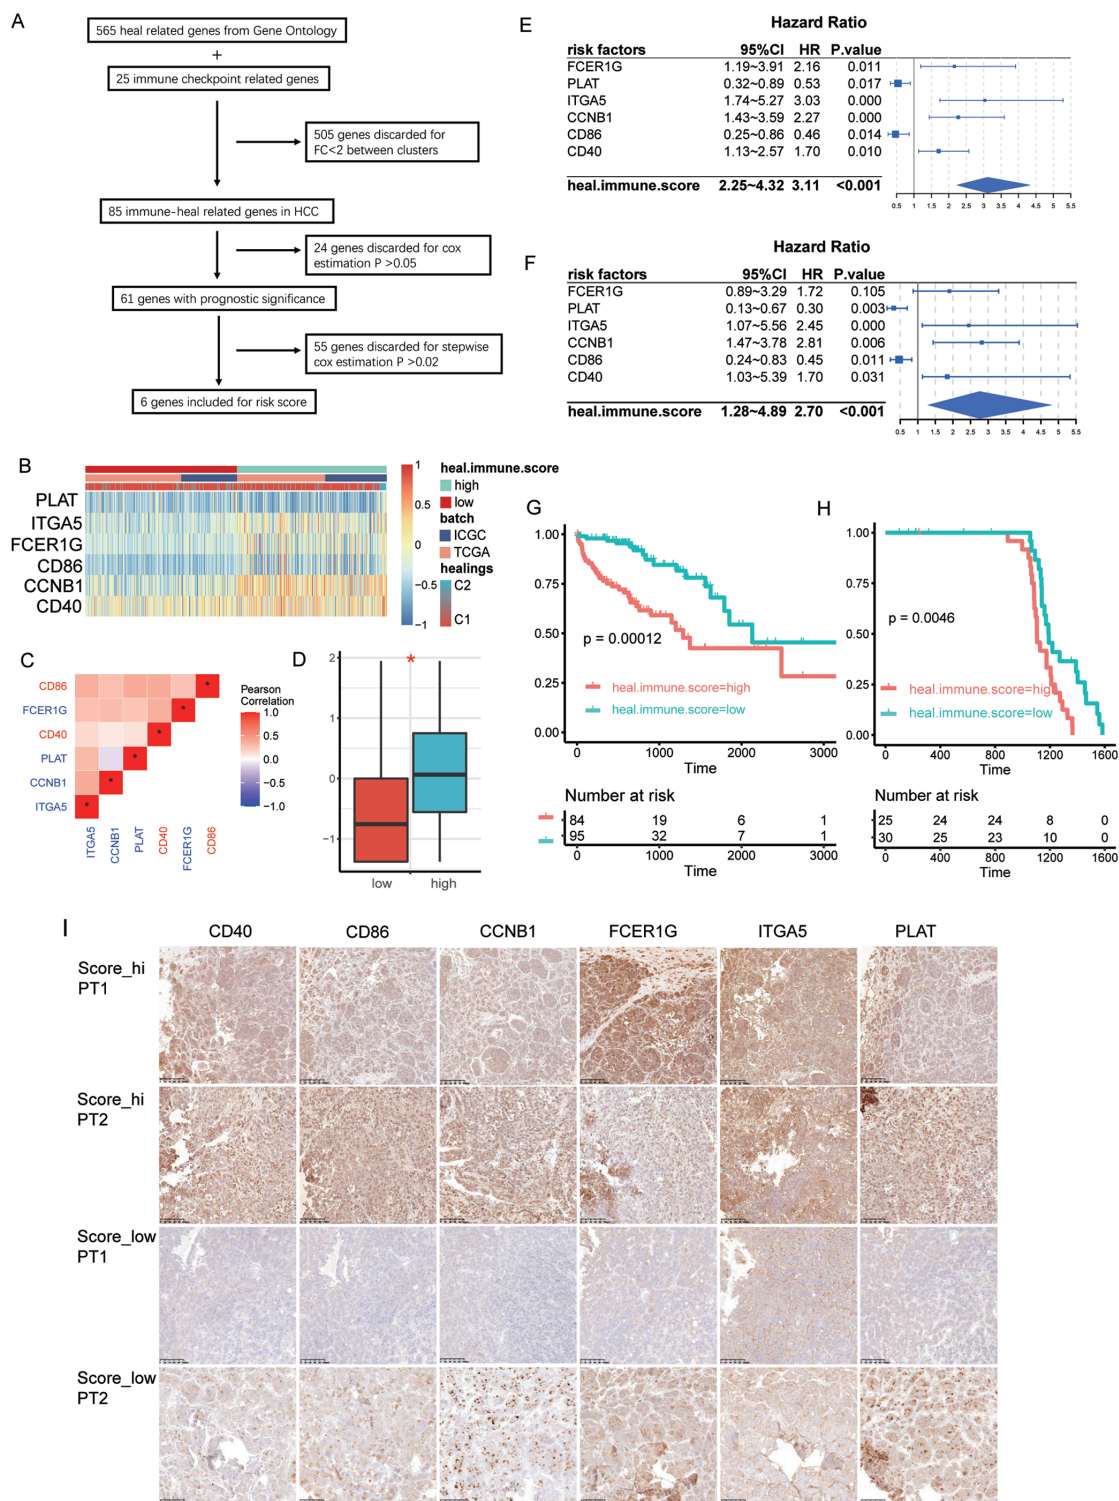 A
565 heal related genes from Gene Ontology
+
25 immune checkpoint related genes
505 genes discarded for
FC<2 between clusters
85 immune-heal related genes in HCC
24 genes discarded for cox
estimation P >0.05
61 genes with prognostic significance
55 genes discarded for stepwise
cox estimation P >0.02
6 genes included for risk score
E
Hazard Ratio
risk factors 95%CI HR P.value
FCER1G 1.19~3.91 2.16 0.011
PLAT 0.32~0.89 0.53 0.017
ITGA5 1.74~5.27 3.03 0.000
CCNB1 1.43~3.59 2.27 0.000
CD86 0.25~0.86 0.46 0.014
CD40 1.13~2.57 1.70 0.010
heal.immune.score 2.25~4.32 3.11 <0.001
0.5 1 1.5 2 2.5 3 3.5 4 4.5 5 5.5
F
Hazard Ratio
risk factors 95%CI HR P.value
FCER1G 0.89~3.29 1.72 0.105
PLAT 0.13~0.67 0.30 0.003
ITGA5 1.07~5.56 2.45 0.000
CCNB1 1.47~3.78 2.81 0.006
CD86 0.24~0.83 0.45 0.011
CD40 1.03~5.39 1.70 0.031
heal.immune.score 1.28~4.89 2.70 <0.001
0.5 1 1.5 2 2.5 3 3.5 4 4.5 5 5.5
B
PLAT
ITGA5
FCER1G
CD86
CCNB1
CD40
1
0.5
0
−0.5
−1
heal.immune.score
high
low
batch
ICGC
TCGA
healings
C2
C1
C
CD86
FCER1G
CD40
PLAT
CCNB1
ITGA5
* * * * * *
ITGA5 CCNB1 PLAT CD40 FCER1G CD86
Pearson
Correlation
1.0
0.5
0.0
−0.5
−1.0
D
2
1
0
−1
*
low high
G
1.00
0.75
0.50
0.25
0.00
p = 0.00012
heal.immune.score=high
heal.immune.score=low
0 1000 2000 3000
Time
Number at risk
84 19 6 1
95 32 7 1
0 1000 2000 3000
Time
H
1.00
0.75
0.50
0.25
0.00
p = 0.0046
heal.immune.score=high
heal.immune.score=low
0 400 800 1200 1600
Time
Number at risk
25 24 24 8 0
30 25 23 10 0
0 400 800 1200 1600
Time
I
CD40 CD86 CCNB1 FCER1G ITGA5 PLAT
Score_hi
PT1
Score_hi
PT2
Score_low
PT1
Score_low
PT2